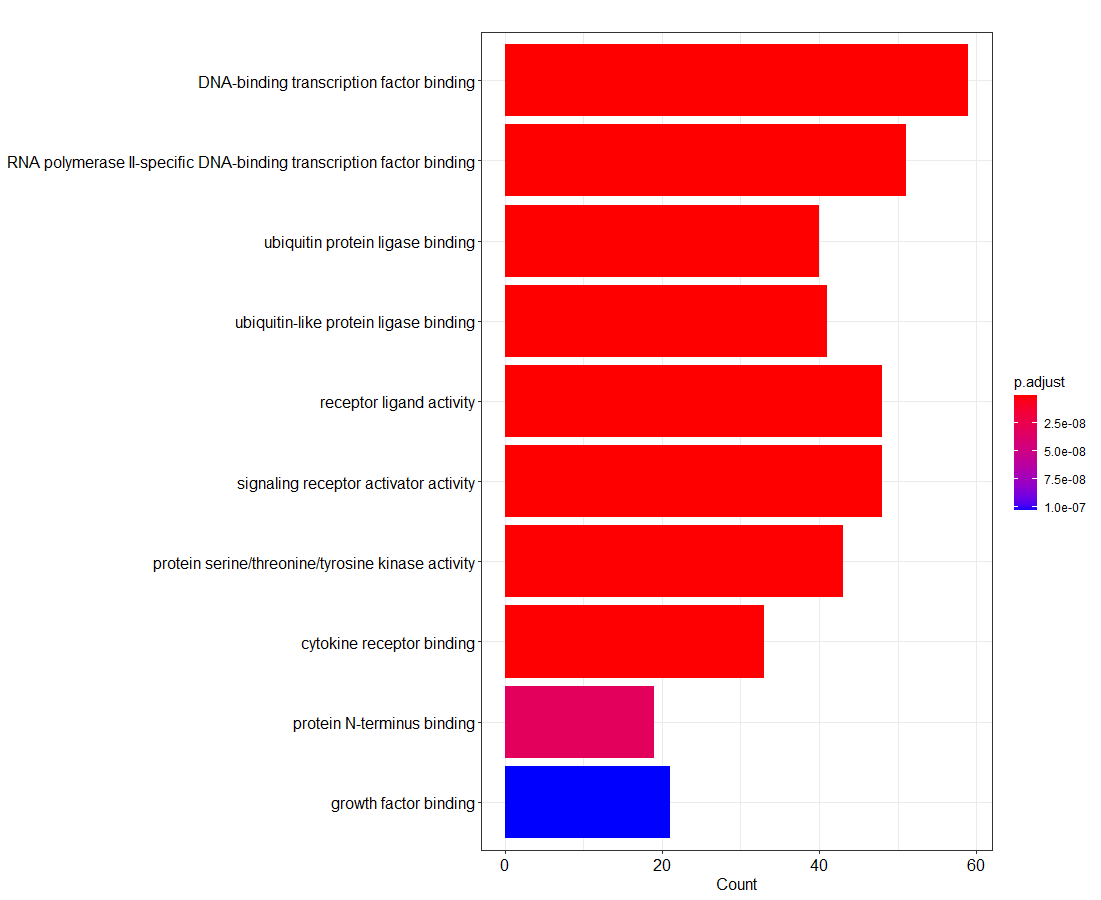 DNA-binding transcription factor binding
RNA polymerase II-specific DNA-binding transcription factor binding
ubiquitin protein ligase binding
ubiquitin-like protein ligase binding
receptor ligand activity
signaling receptor activator activity
protein serine/threonine/tyrosine kinase activity
cytokine receptor binding
protein N-terminus binding
growth factor binding
0 20 40 60
Count
p.adjust
2.5e-08
5.0e-08
7.5e-08
1.0e-07